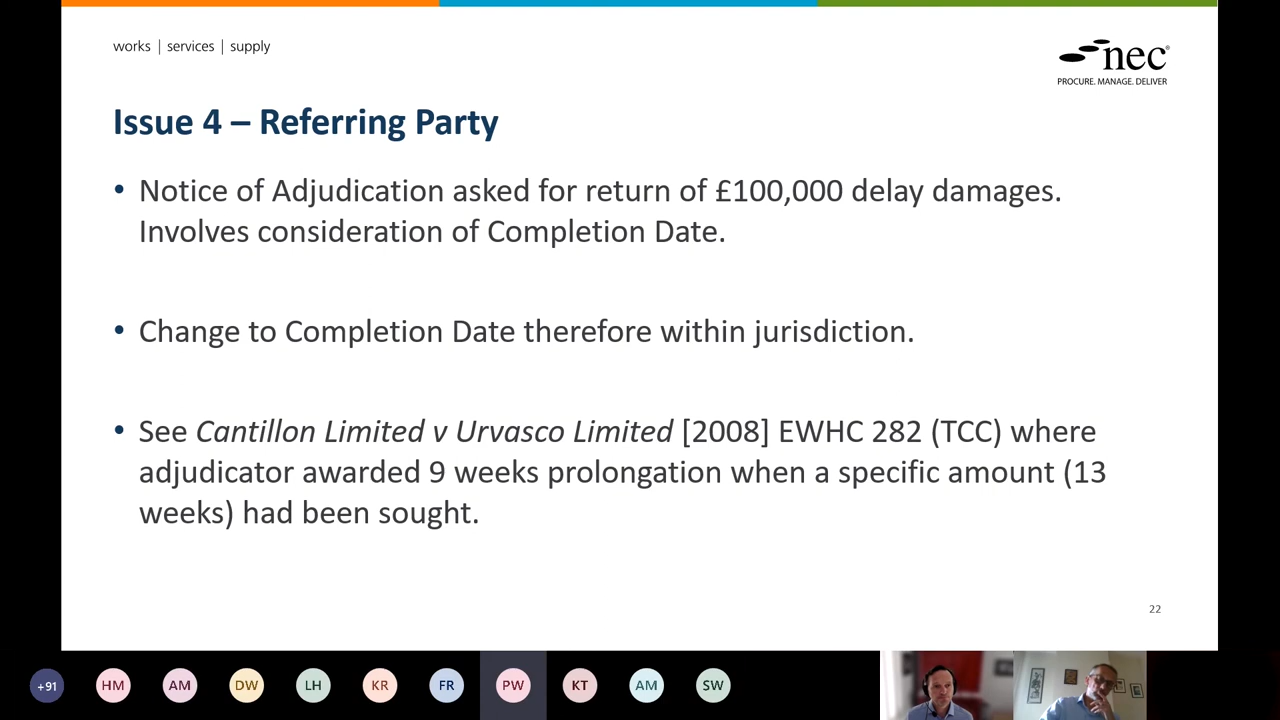 works | services | supply
nec®
PROCURE. MANAGE. DELIVER
Issue 4 – Referring Party
• Notice of Adjudication asked for return of £100,000 delay damages.
Involves consideration of Completion Date.
• Change to Completion Date therefore within jurisdiction.
• See Cantillon Limited v Urvasco Limited [2008] EWHC 282 (TCC) where
adjudicator awarded 9 weeks prolongation when a specific amount (13
weeks) had been sought.
22
+91 HM AM DW LH KR FR PW KT AM SW